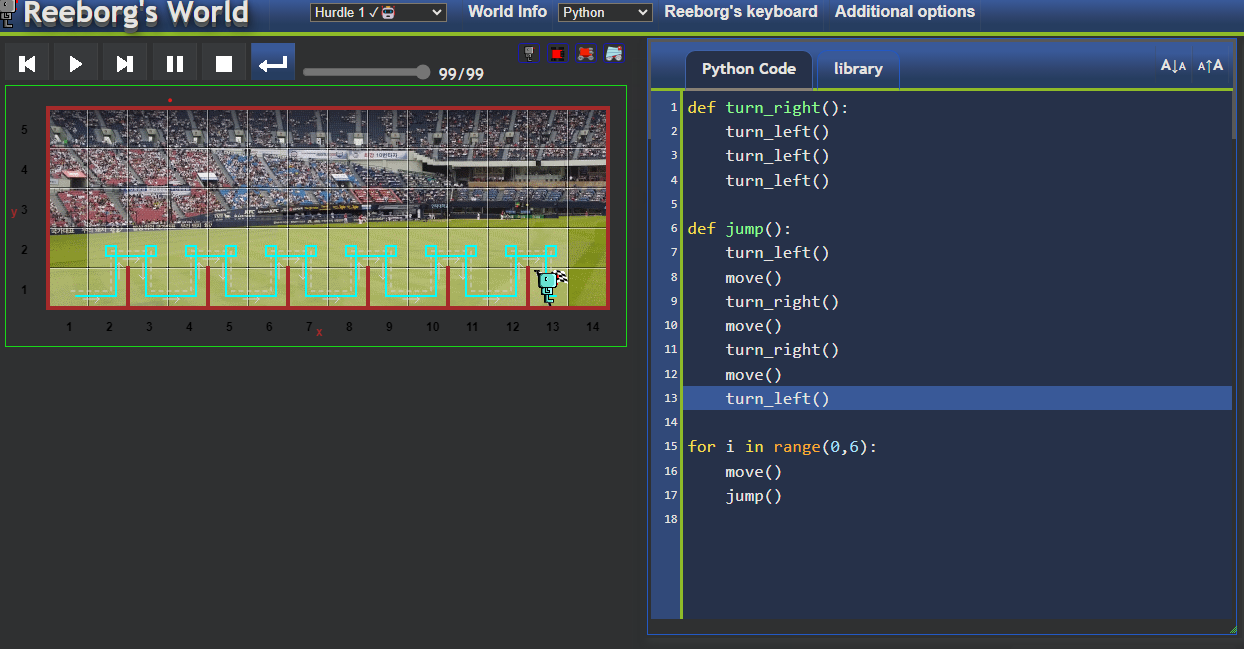 Reeborg's World
Hurdle 1 ✓
World Info
Python
Reeborg's keyboard
Additional options
99/99
5
4
3
2
1
y
x
1 2 3 4 5 6 7 8 9 10 11 12 13 14
Python Code
library
A↓A A↑A
1 def turn_right():
2 turn_left()
3 turn_left()
4 turn_left()
5
6 def jump():
7 turn_left()
8 move()
9 turn_right()
10 move()
11 turn_right()
12 move()
13 turn_left()
14
15 for i in range(0,6):
16 move()
17 jump()
18